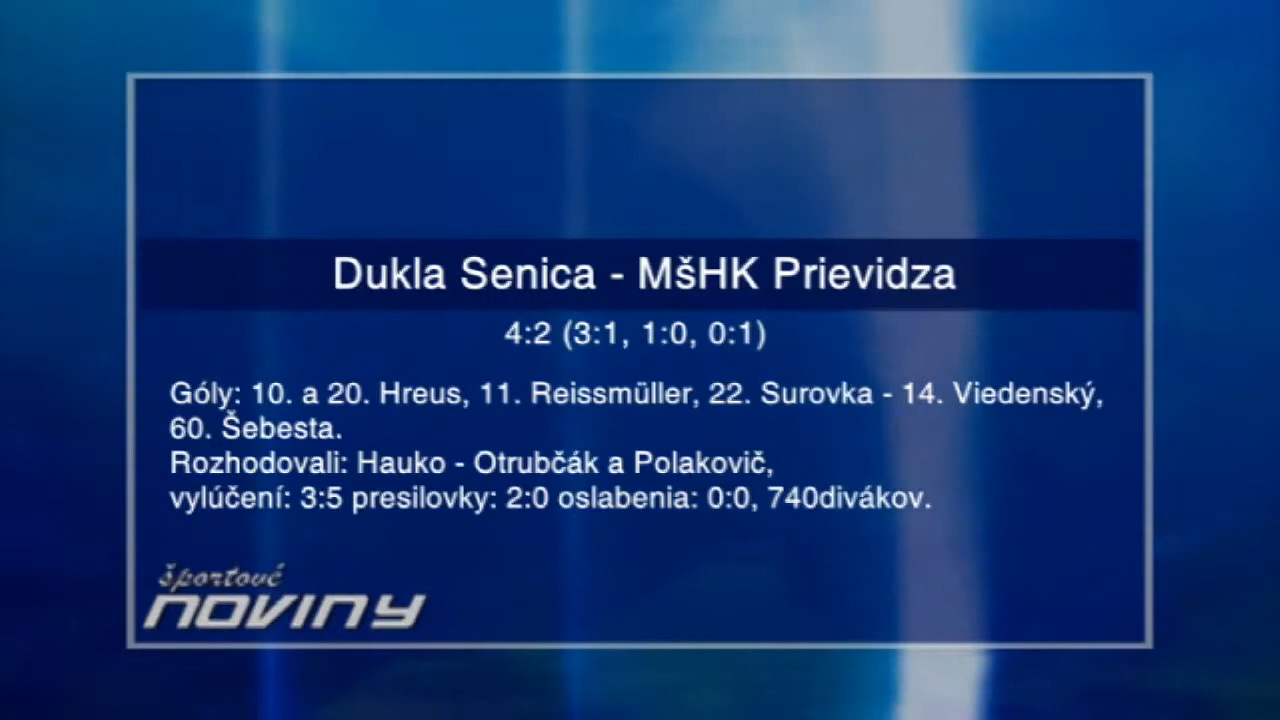 Dukla Senica - MšHK Prievidza
4:2 (3:1, 1:0, 0:1)
Góly: 10. a 20. Hreus, 11. Reissmüller, 22. Surovka - 14. Viedenský,
60. Šebesta.
Rozhodovali: Hauko - Otrubčák a Polakovič,
vylúčení: 3:5 presilovky: 2:0 oslabenia: 0:0, 740divákov.
športové
noviny